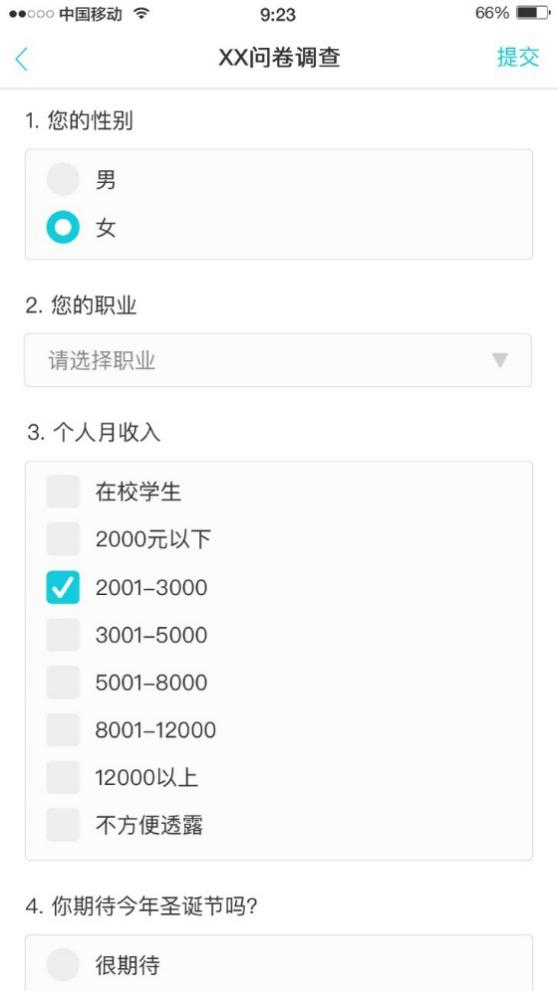 中国移动 9:23 66%
XX问卷调查 提交
1. 您的性别
男
女
2. 您的职业
请选择职业
3. 个人月收入
在校学生
2000元以下
2001–3000
3001–5000
5001–8000
8001–12000
12000以上
不方便透露
4. 你期待今年圣诞节吗?
很期待